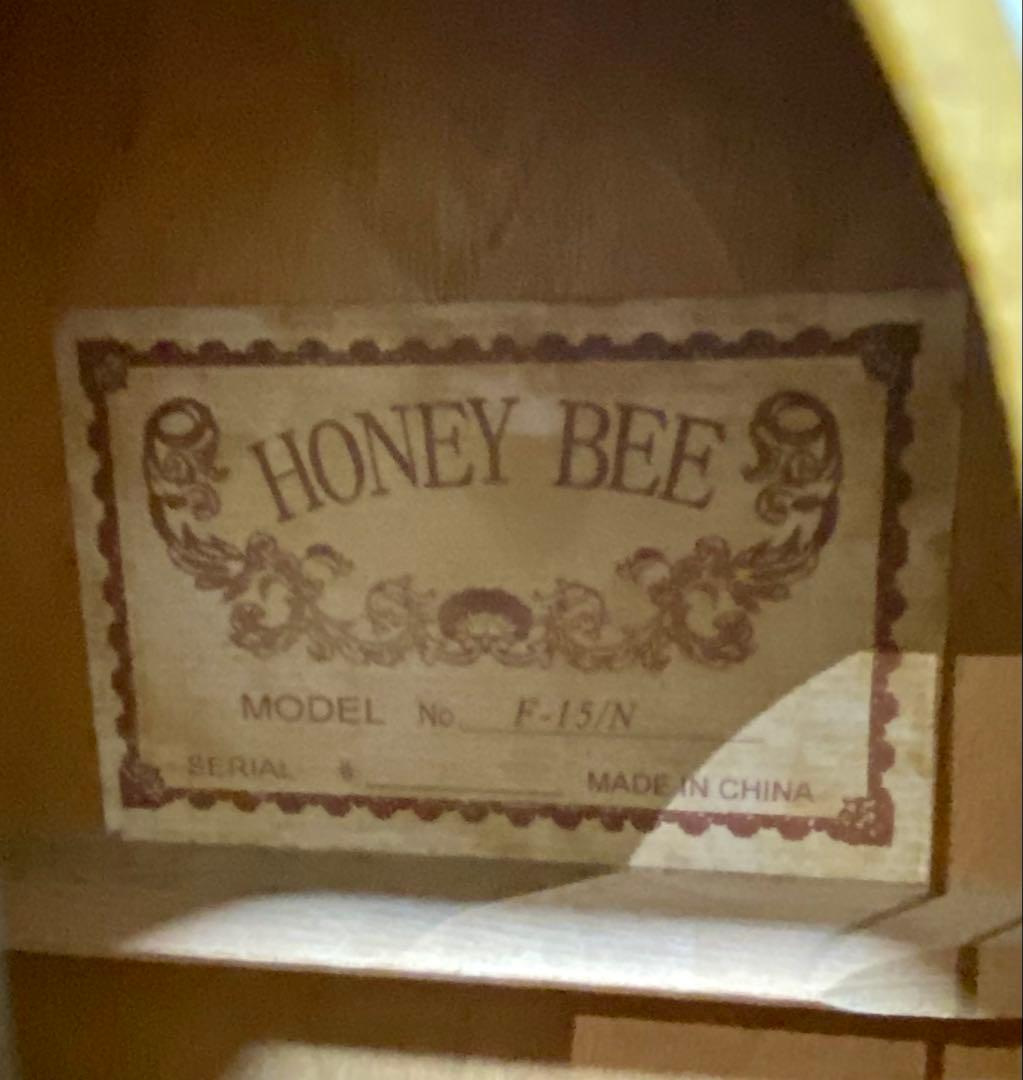 HONEY BEE
MODEL No. F-15/N
SERIAL # MADE IN CHINA